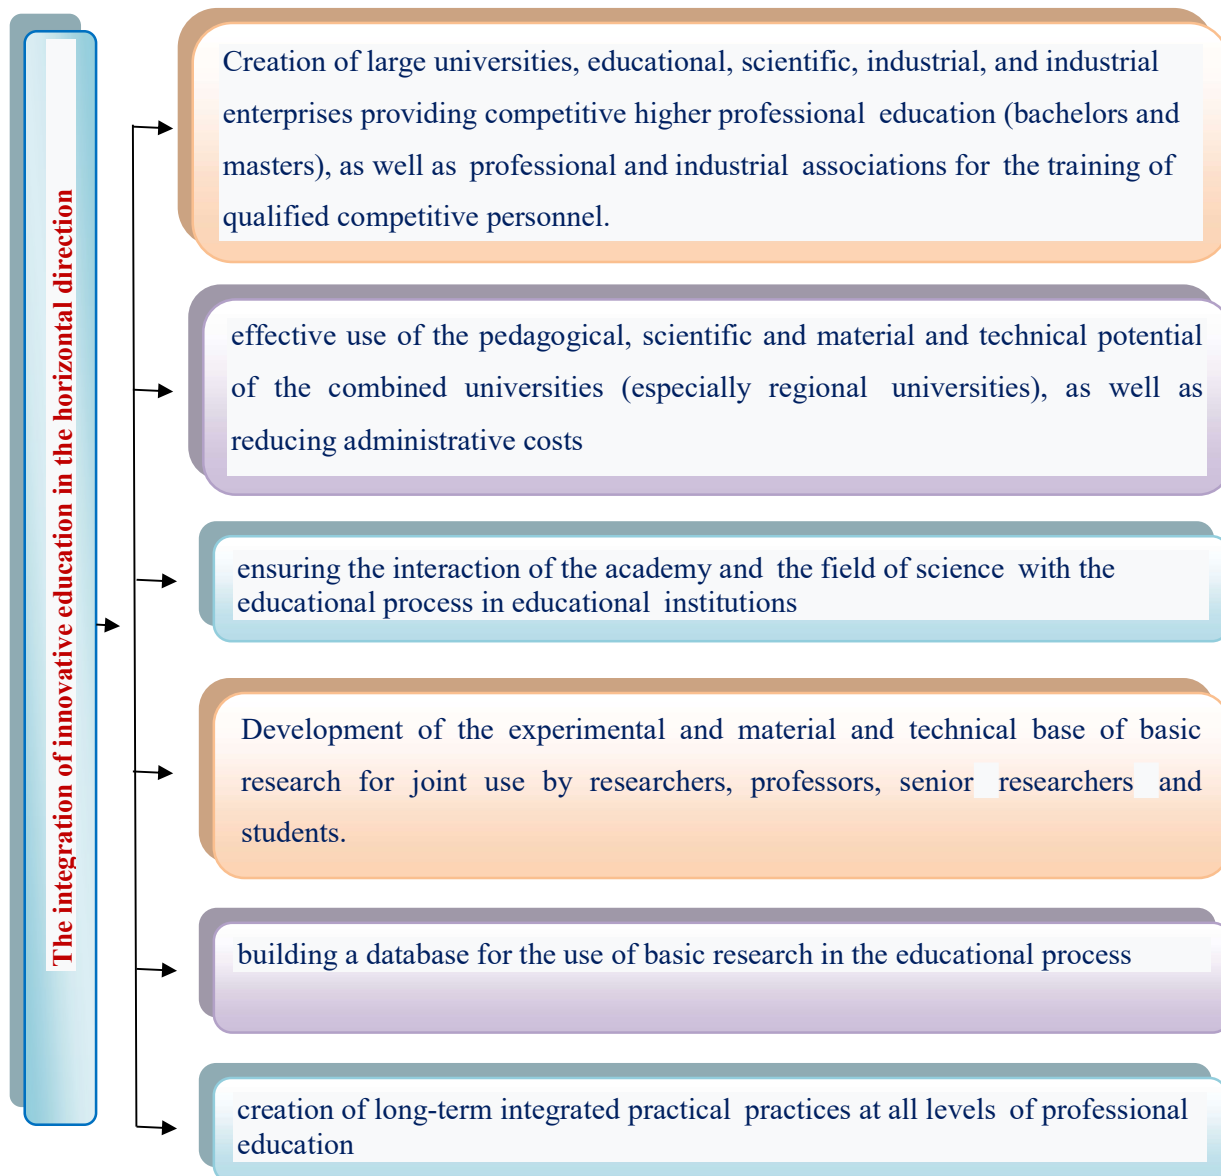 The integration of innovative education in the horizontal direction
Creation of large universities, educational, scientific, industrial, and industrial
enterprises providing competitive higher professional education (bachelors and
masters), as well as professional and industrial associations for the training of
qualified competitive personnel.
effective use of the pedagogical, scientific and material and technical potential
of the combined universities (especially regional universities), as well as
reducing administrative costs
ensuring the interaction of the academy and the field of science with the
educational process in educational institutions
Development of the experimental and material and technical base of basic
research for joint use by researchers, professors, senior researchers and
students.
building a database for the use of basic research in the educational process
creation of long-term integrated practical practices at all levels of professional
education